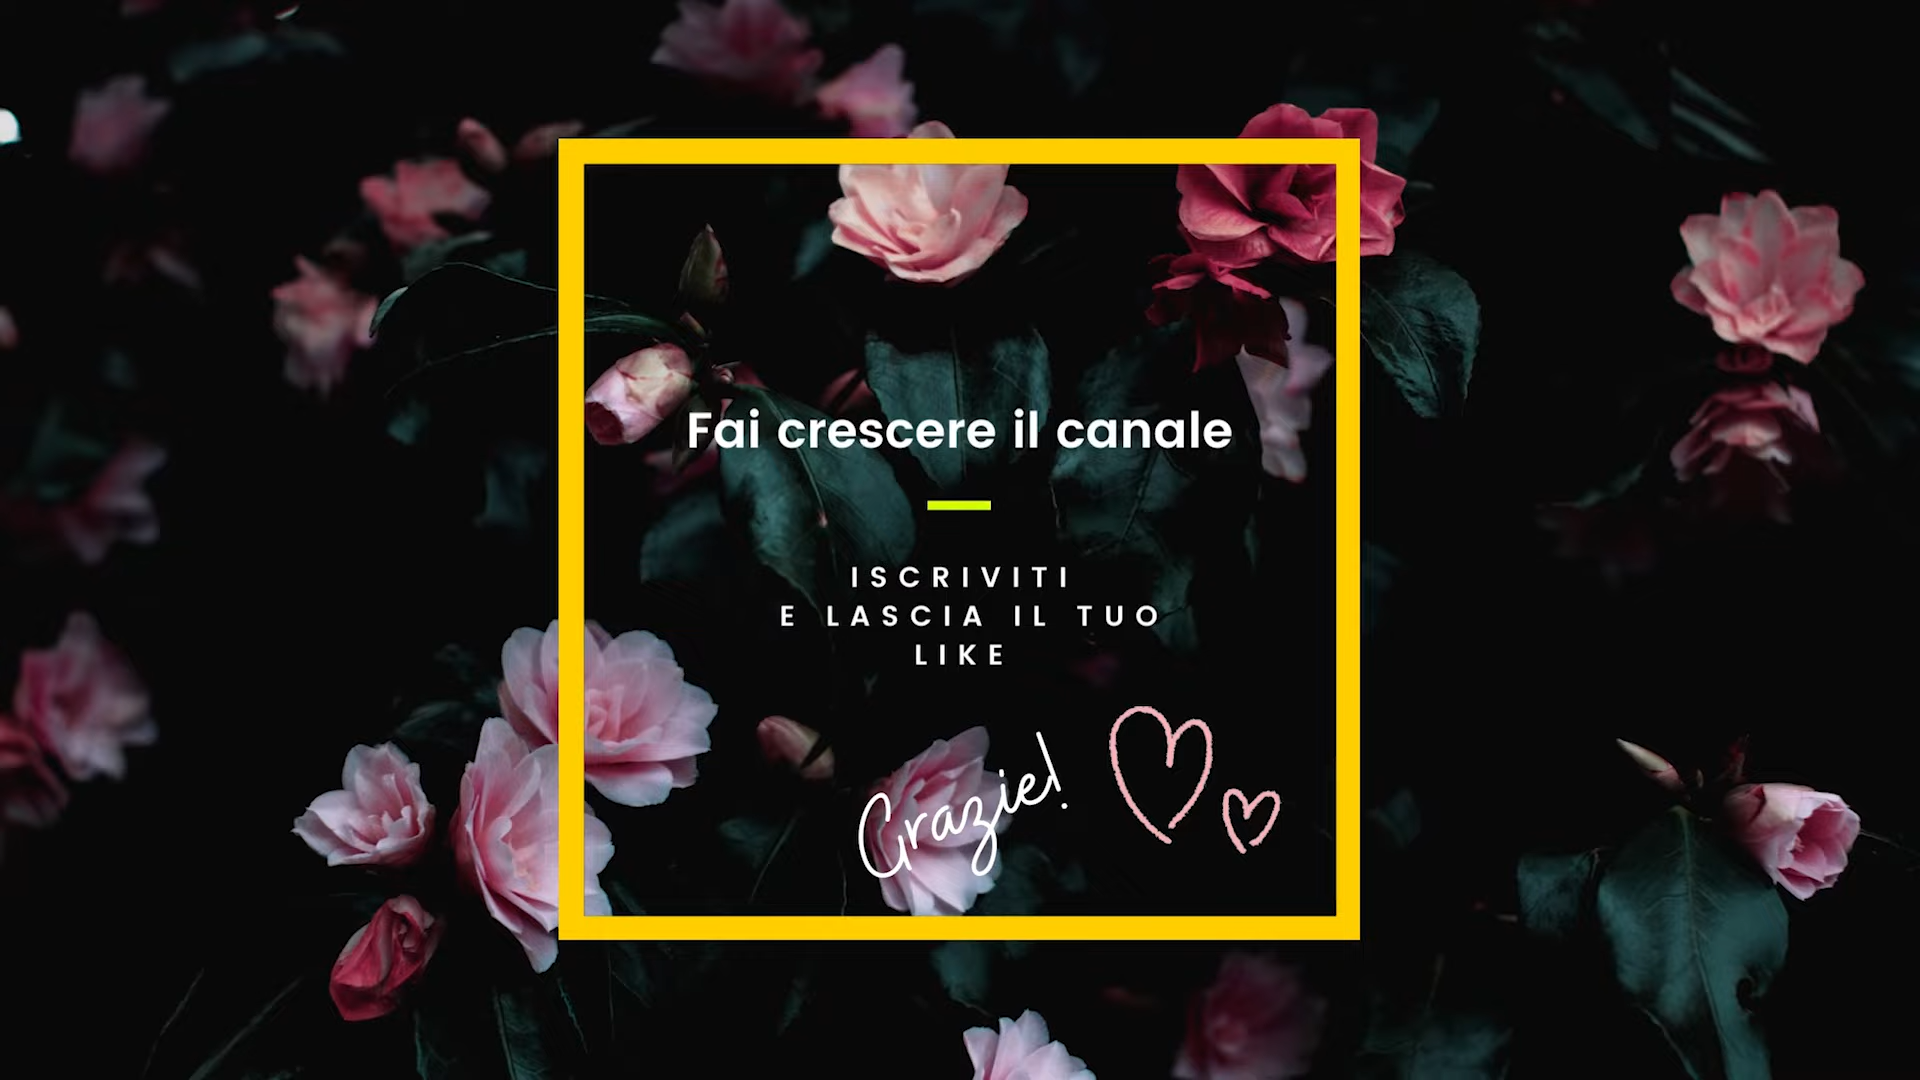 Fai crescere il canale
ISCRIVITI
E LASCIA IL TUO
LIKE
Grazie!